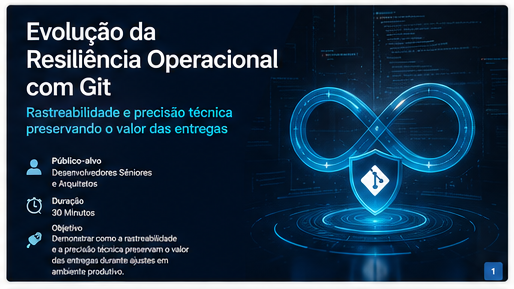 Evolução da
Resiliência Operacional
com Git
Rastreabilidade e precisão técnica
preservando o valor das entregas
Público-alvo
Desenvolvedores Sêniores
e Arquitetos
Duração
30 Minutos
Objetivo
Demonstrar como a rastreabilidade
e a precisão técnica preservam o valor
das entregas durante ajustes em
ambiente produtivo.
1